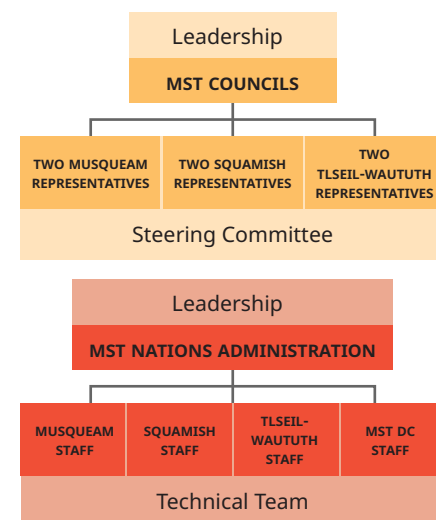 Leadership
MST COUNCILS
TWO MUSQUEAM
REPRESENTATIVES
TWO SQUAMISH
REPRESENTATIVES
TWO
TLSEIL-WAUTUTH
REPRESENTATIVES
Steering Committee
Leadership
MST NATIONS ADMINISTRATION
MUSQUEAM
STAFF
SQUAMISH
STAFF
TLSEIL-
WAUTUTH
STAFF
MST DC
STAFF
Technical Team